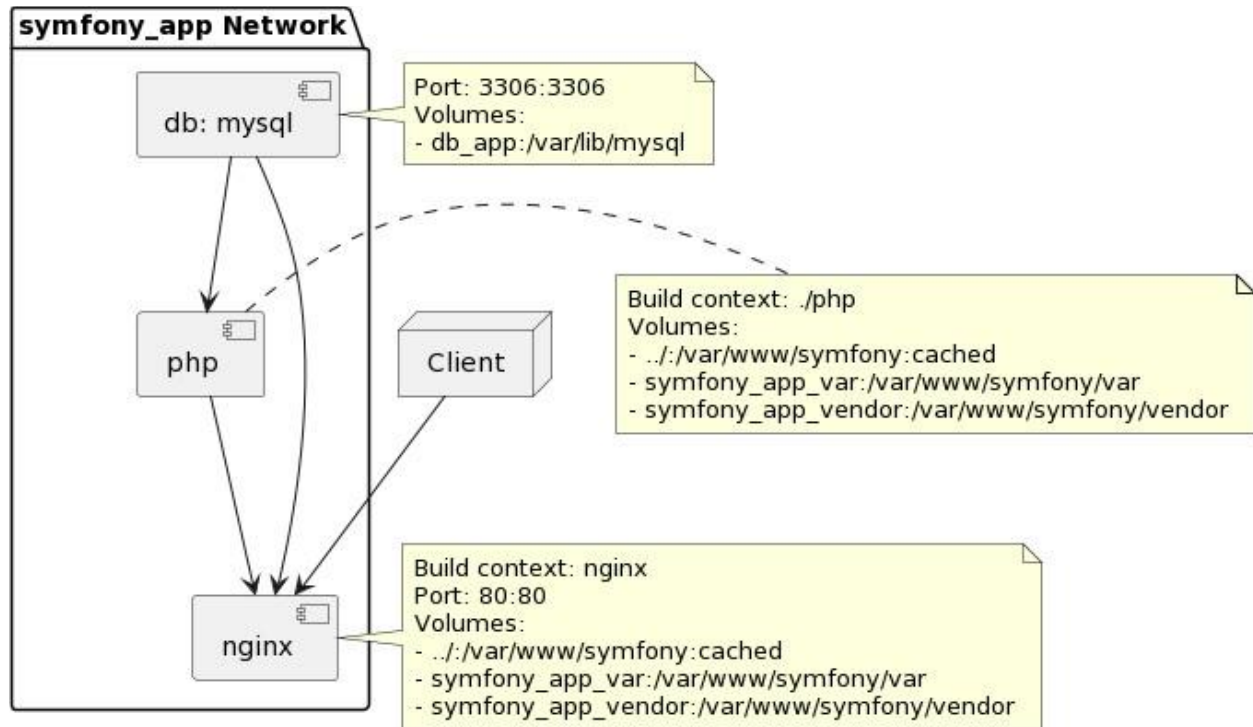 symfony_app Network
db: mysql
Port: 3306:3306
Volumes:
- db_app:/var/lib/mysql
php
Client
Build context: ./php
Volumes:
- ../:/var/www/symfony:cached
- symfony_app_var:/var/www/symfony/var
- symfony_app_vendor:/var/www/symfony/vendor
nginx
Build context: nginx
Port: 80:80
Volumes:
- ../:/var/www/symfony:cached
- symfony_app_var:/var/www/symfony/var
- symfony_app_vendor:/var/www/symfony/vendor